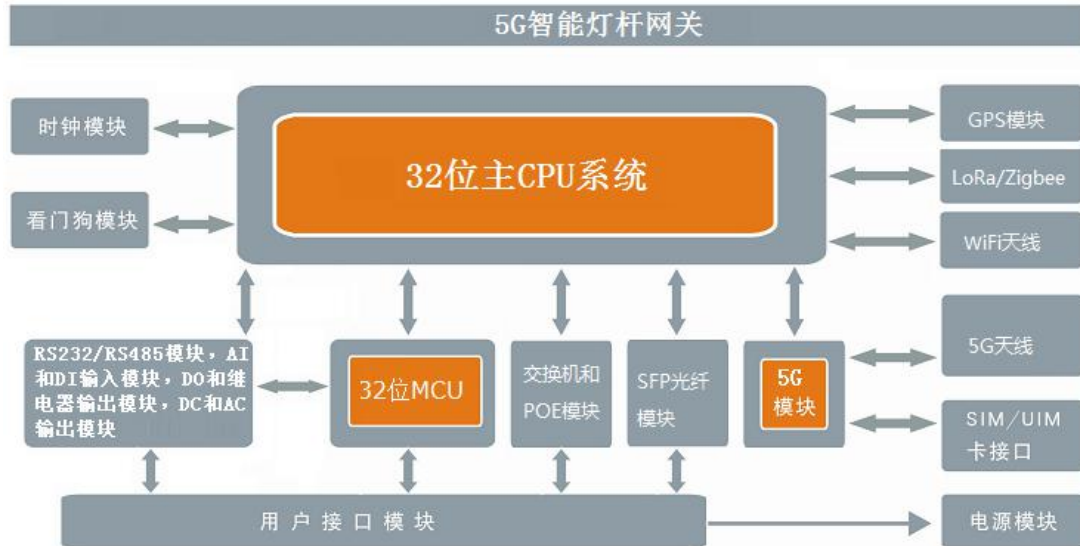 5G智能灯杆网关
时钟模块
看门狗模块
32位主CPU系统
GPS模块
LoRa/Zigbee
WiFi天线
RS232/RS485模块，AI
和DI输入模块，DO和继
电器输出模块，DC和AC
输出模块
32位MCU
交换机和
POE模块
SFP光纤
模块
5G
模块
5G天线
SIM/UIM
卡接口
用户接口模块
电源模块